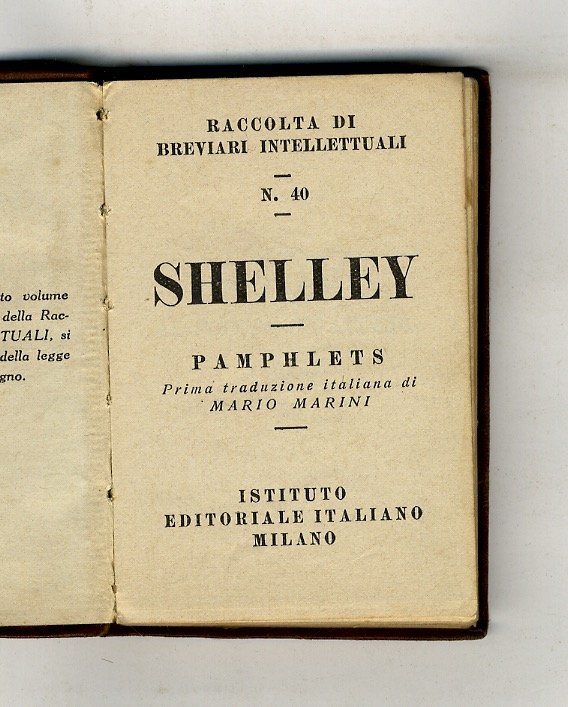 to volume
della Rac-
TUALI, si
della legge
gno.
RACCOLTA DI
BREVIARI INTELLETTUALI
N. 40
SHELLEY
PAMPHLETS
Prima traduzione italiana di
MARIO MARINI
ISTITUTO
EDITORIALE ITALIANO
MILANO